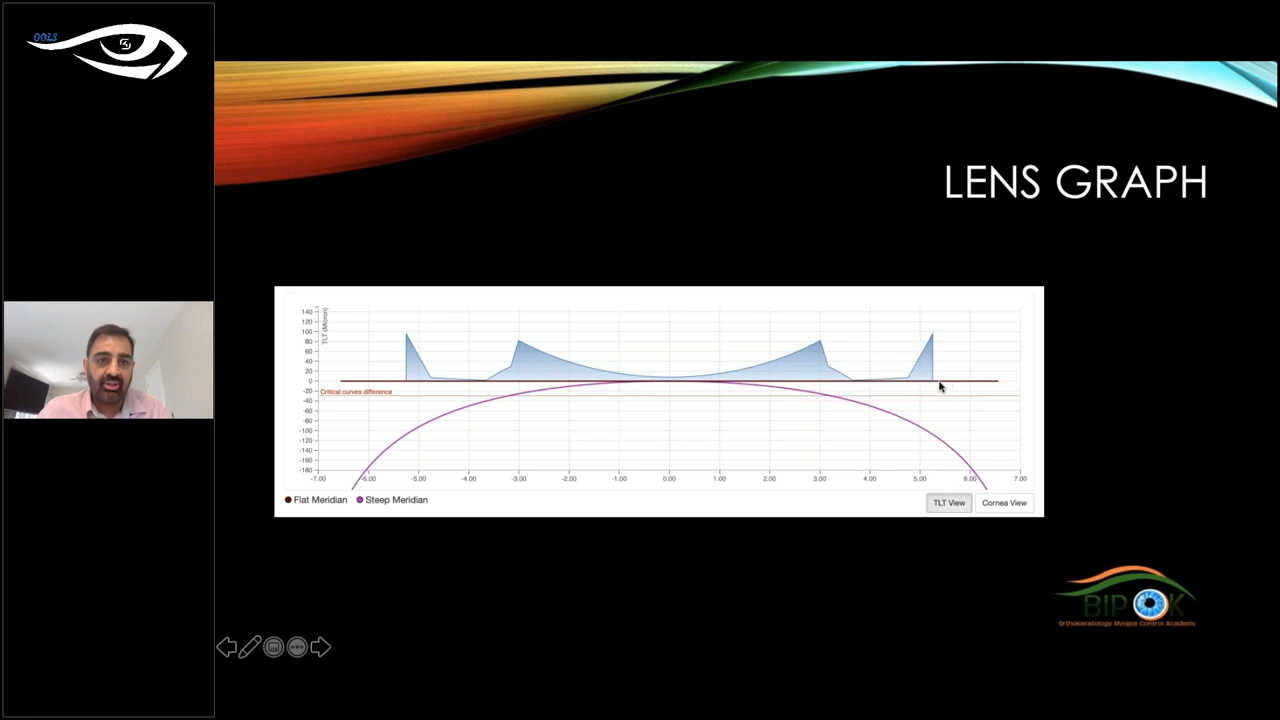 OOLS
LENS GRAPH
TLT (Micron)
140
120
100
80
60
40
20
0
-20
-40
-60
-80
-100
-120
-140
-160
-180
Critical curves difference
-7.00 -6.00 -5.00 -4.00 -3.00 -2.00 -1.00 0.00 1.00 2.00 3.00 4.00 5.00 6.00 7.00
Flat Meridian Steep Meridian
TLT View Cornea View
BIPOK
Orthokeratology Myopia Control Academy